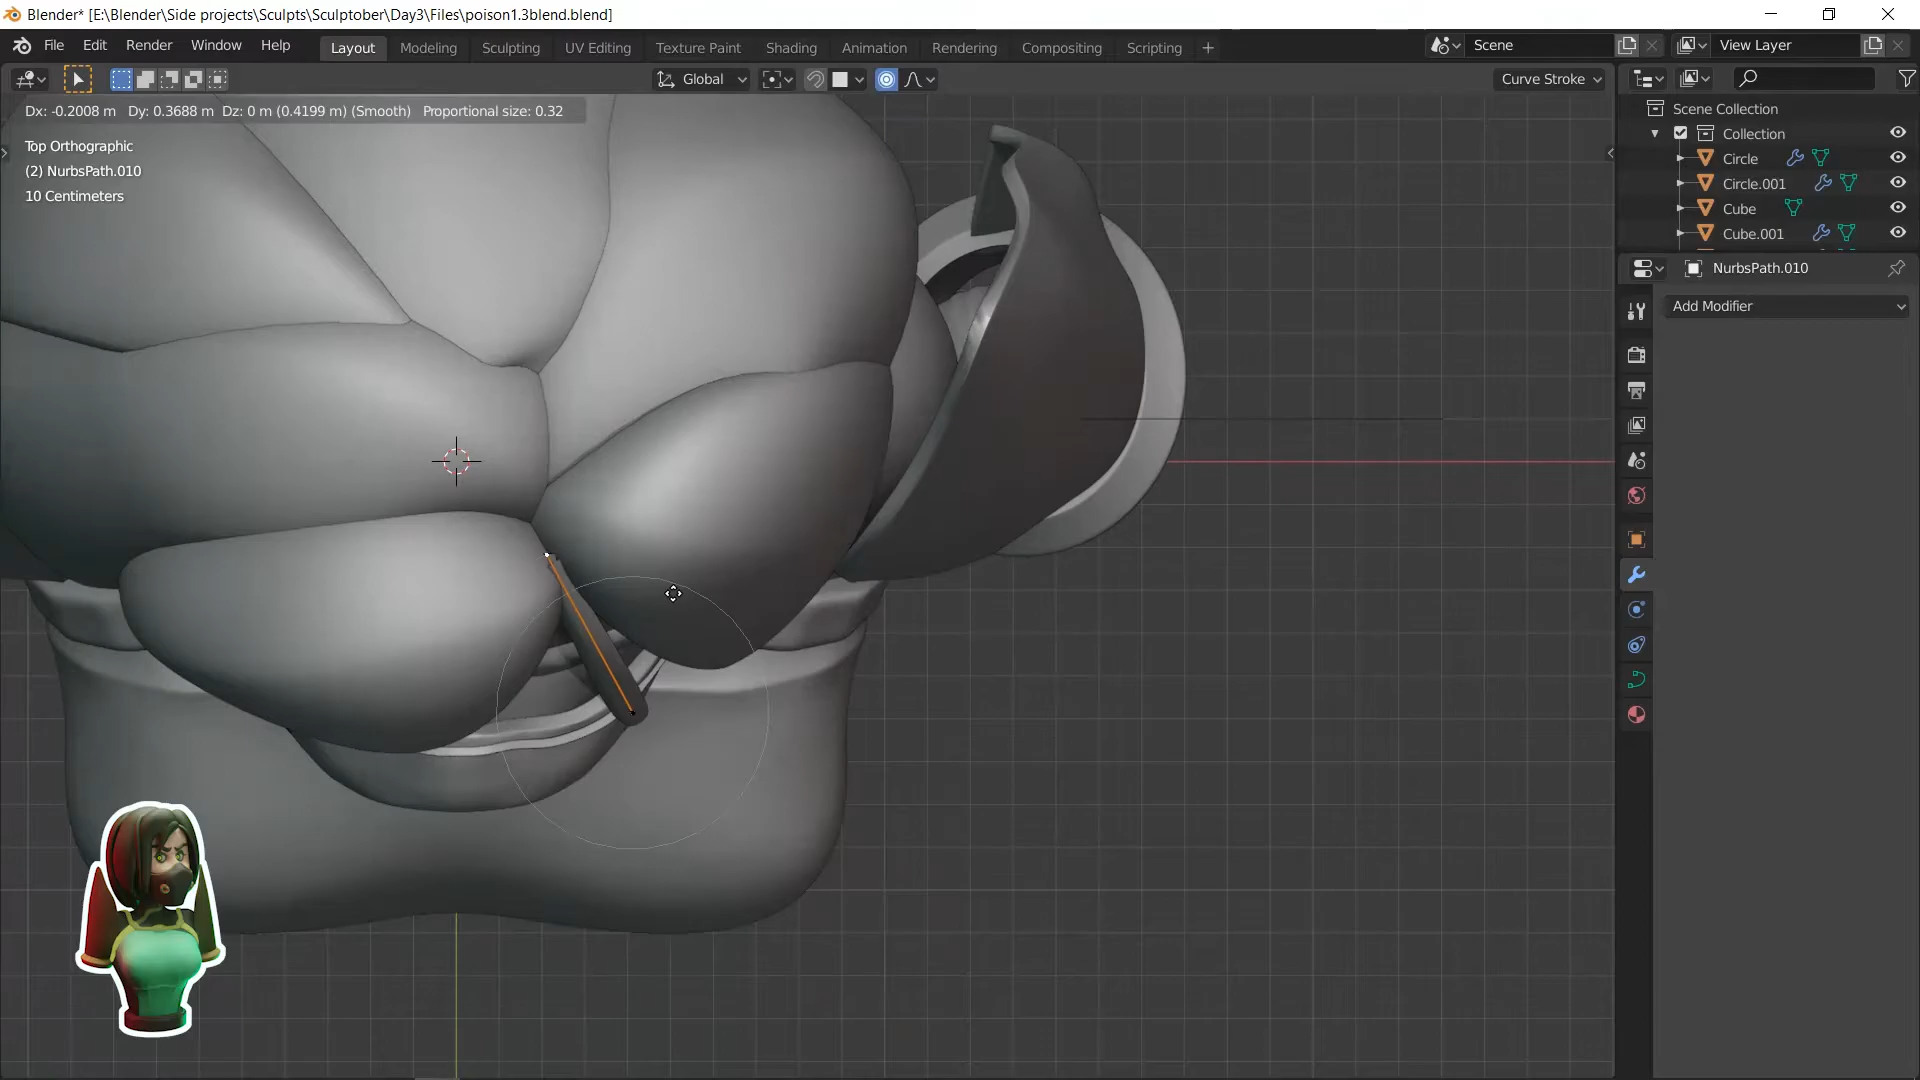 Blender* [E:\Blender\Side projects\Sculpts\Sculptober\Day3\Files\poison1.3blend.blend]
File Edit Render Window Help Layout Modeling Sculpting UV Editing Texture Paint Shading Animation Rendering Compositing Scripting + Scene View Layer
Global Curve Stroke
Dx: -0.2008 m Dy: 0.3688 m Dz: 0 m (0.4199 m) (Smooth) Proportional size: 0.32
Top Orthographic
(2) NurbsPath.010
10 Centimeters
Scene Collection
Collection
Circle
Circle.001
Cube
Cube.001
NurbsPath.010
Add Modifier